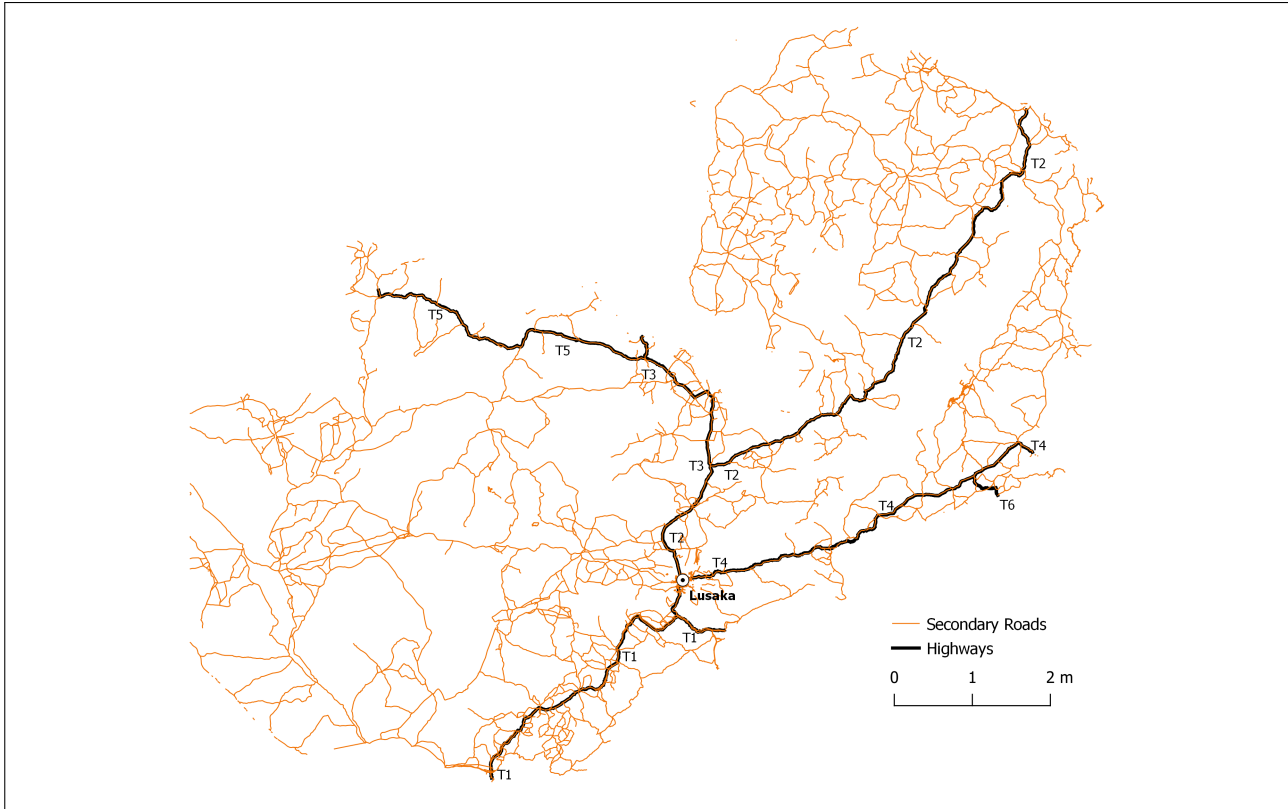 T2
T5
T5
T2
T3
T4
T3
T2
T4
T6
T2
T4
Lusaka
Secondary Roads
T1
Highways
T1
0 1 2 m
T1